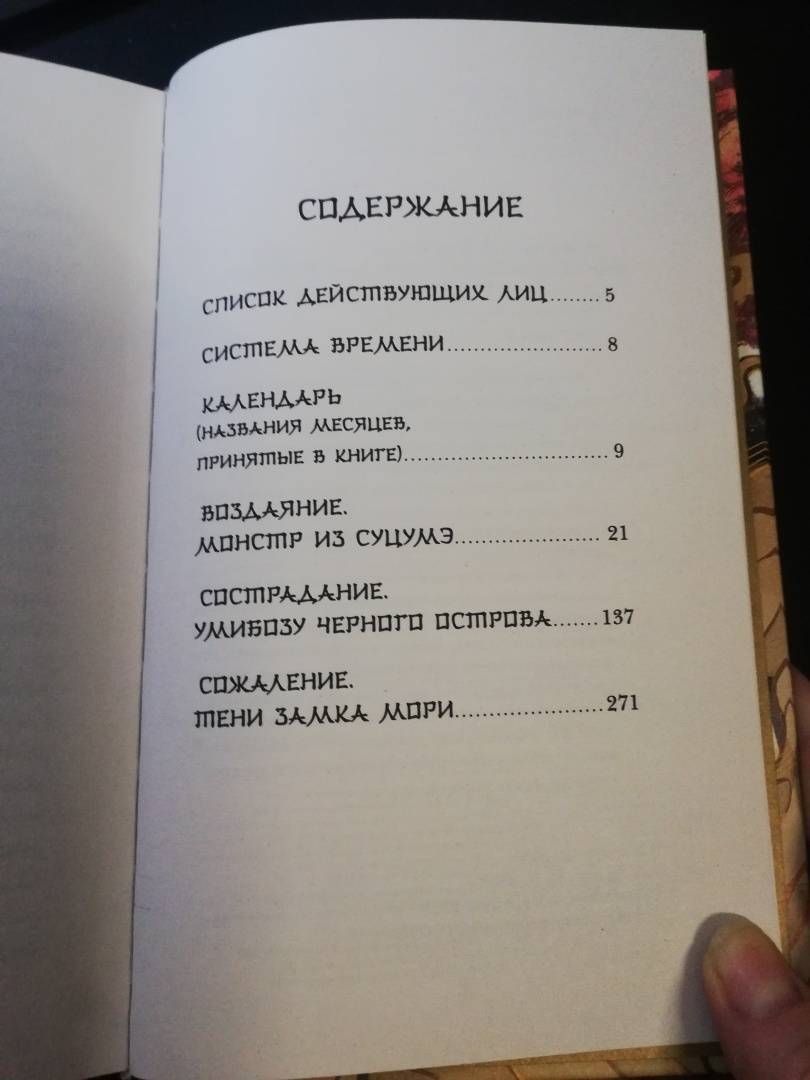 СОДЕРЖАНИЕ
СПИСОК ДЕЙСТВУЮЩИХ ЛИЦ........ 5
СИСТЕМА ВРЕМЕНИ......................... 8
КАЛЕНДАРЬ
(НАЗВАНИЯ МЕСЯЦЕВ,
ПРИНЯТЫЕ В КНИГЕ)................................. 9
ВОЗДАЯНИЕ.
МОНСТР ИЗ СУЦУМЭ....................... 21
СОСТРАДАНИЕ.
УМИБОЗУ ЧЕРНОГО ОСТРОВА.......137
СОЖАЛЕНИЕ.
ТЕНИ ЗАМКА МОРИ.......................271